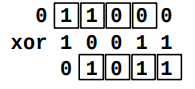 0 1 1 0 0 0
xor 1 0 0 1 1
0 1 0 1 1